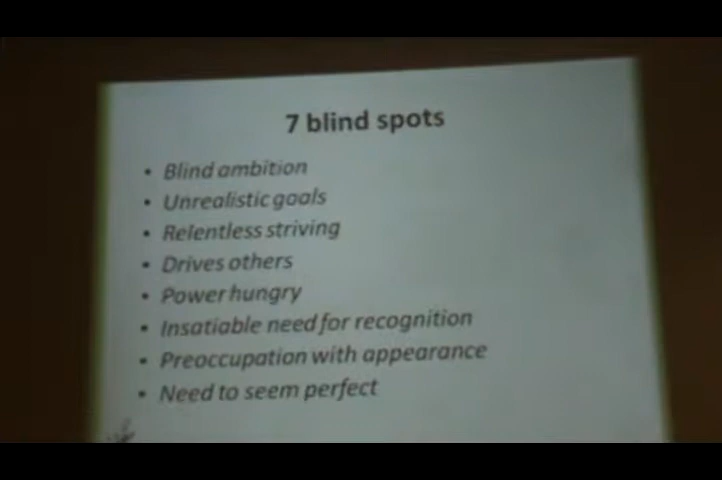 7 blind spots
• Blind ambition
• Unrealistic goals
• Relentless striving
• Drives others
• Power hungry
• Insatiable need for recognition
• Preoccupation with appearance
• Need to seem perfect